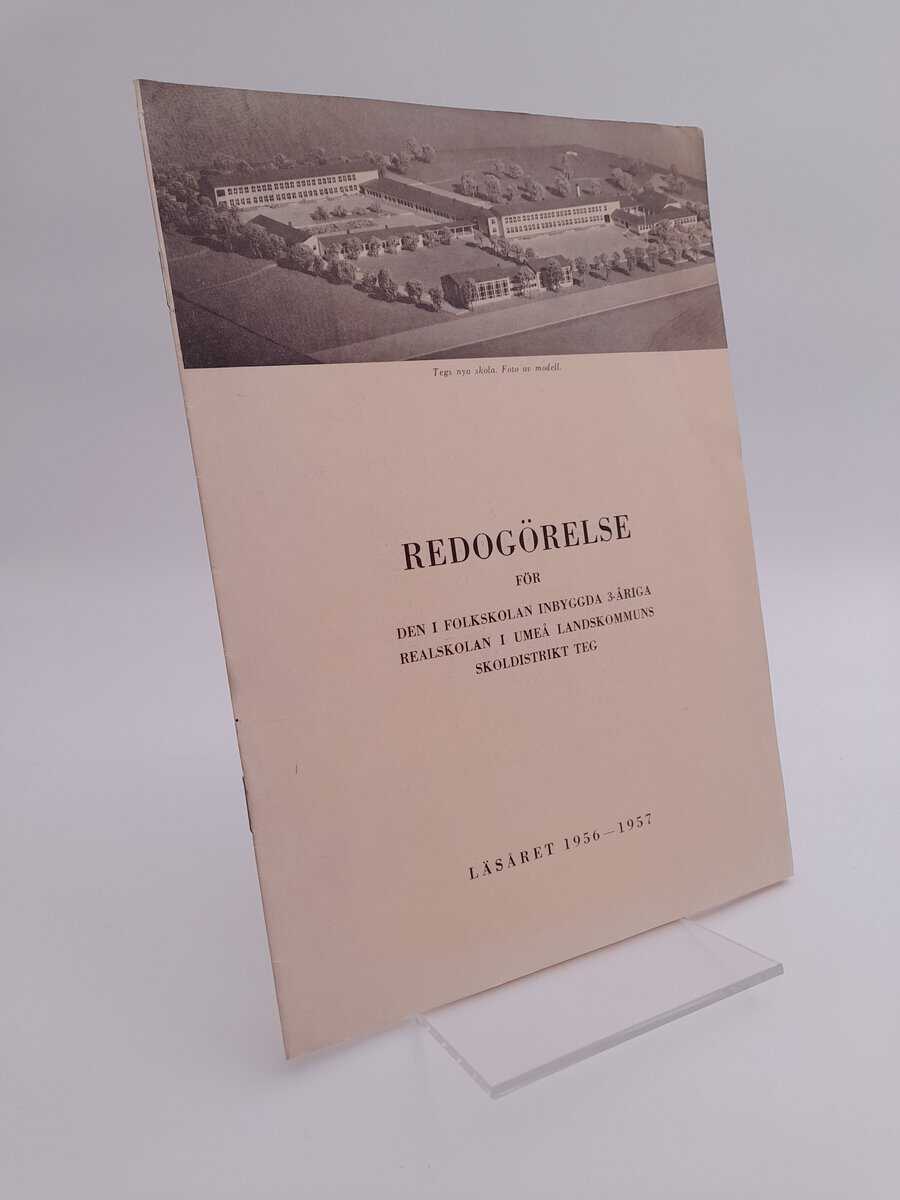 Tegs nya skola. Foto av modell.
REDOGÖRELSE
FÖR
DEN I FOLKSKOLAN INBYGGDA 3-ÅRIGA
REALSKOLAN I UMEÅ LANDSKOMMUNS
SKOLDISTRIKT TEG
LÄSÅRET 1956—1957